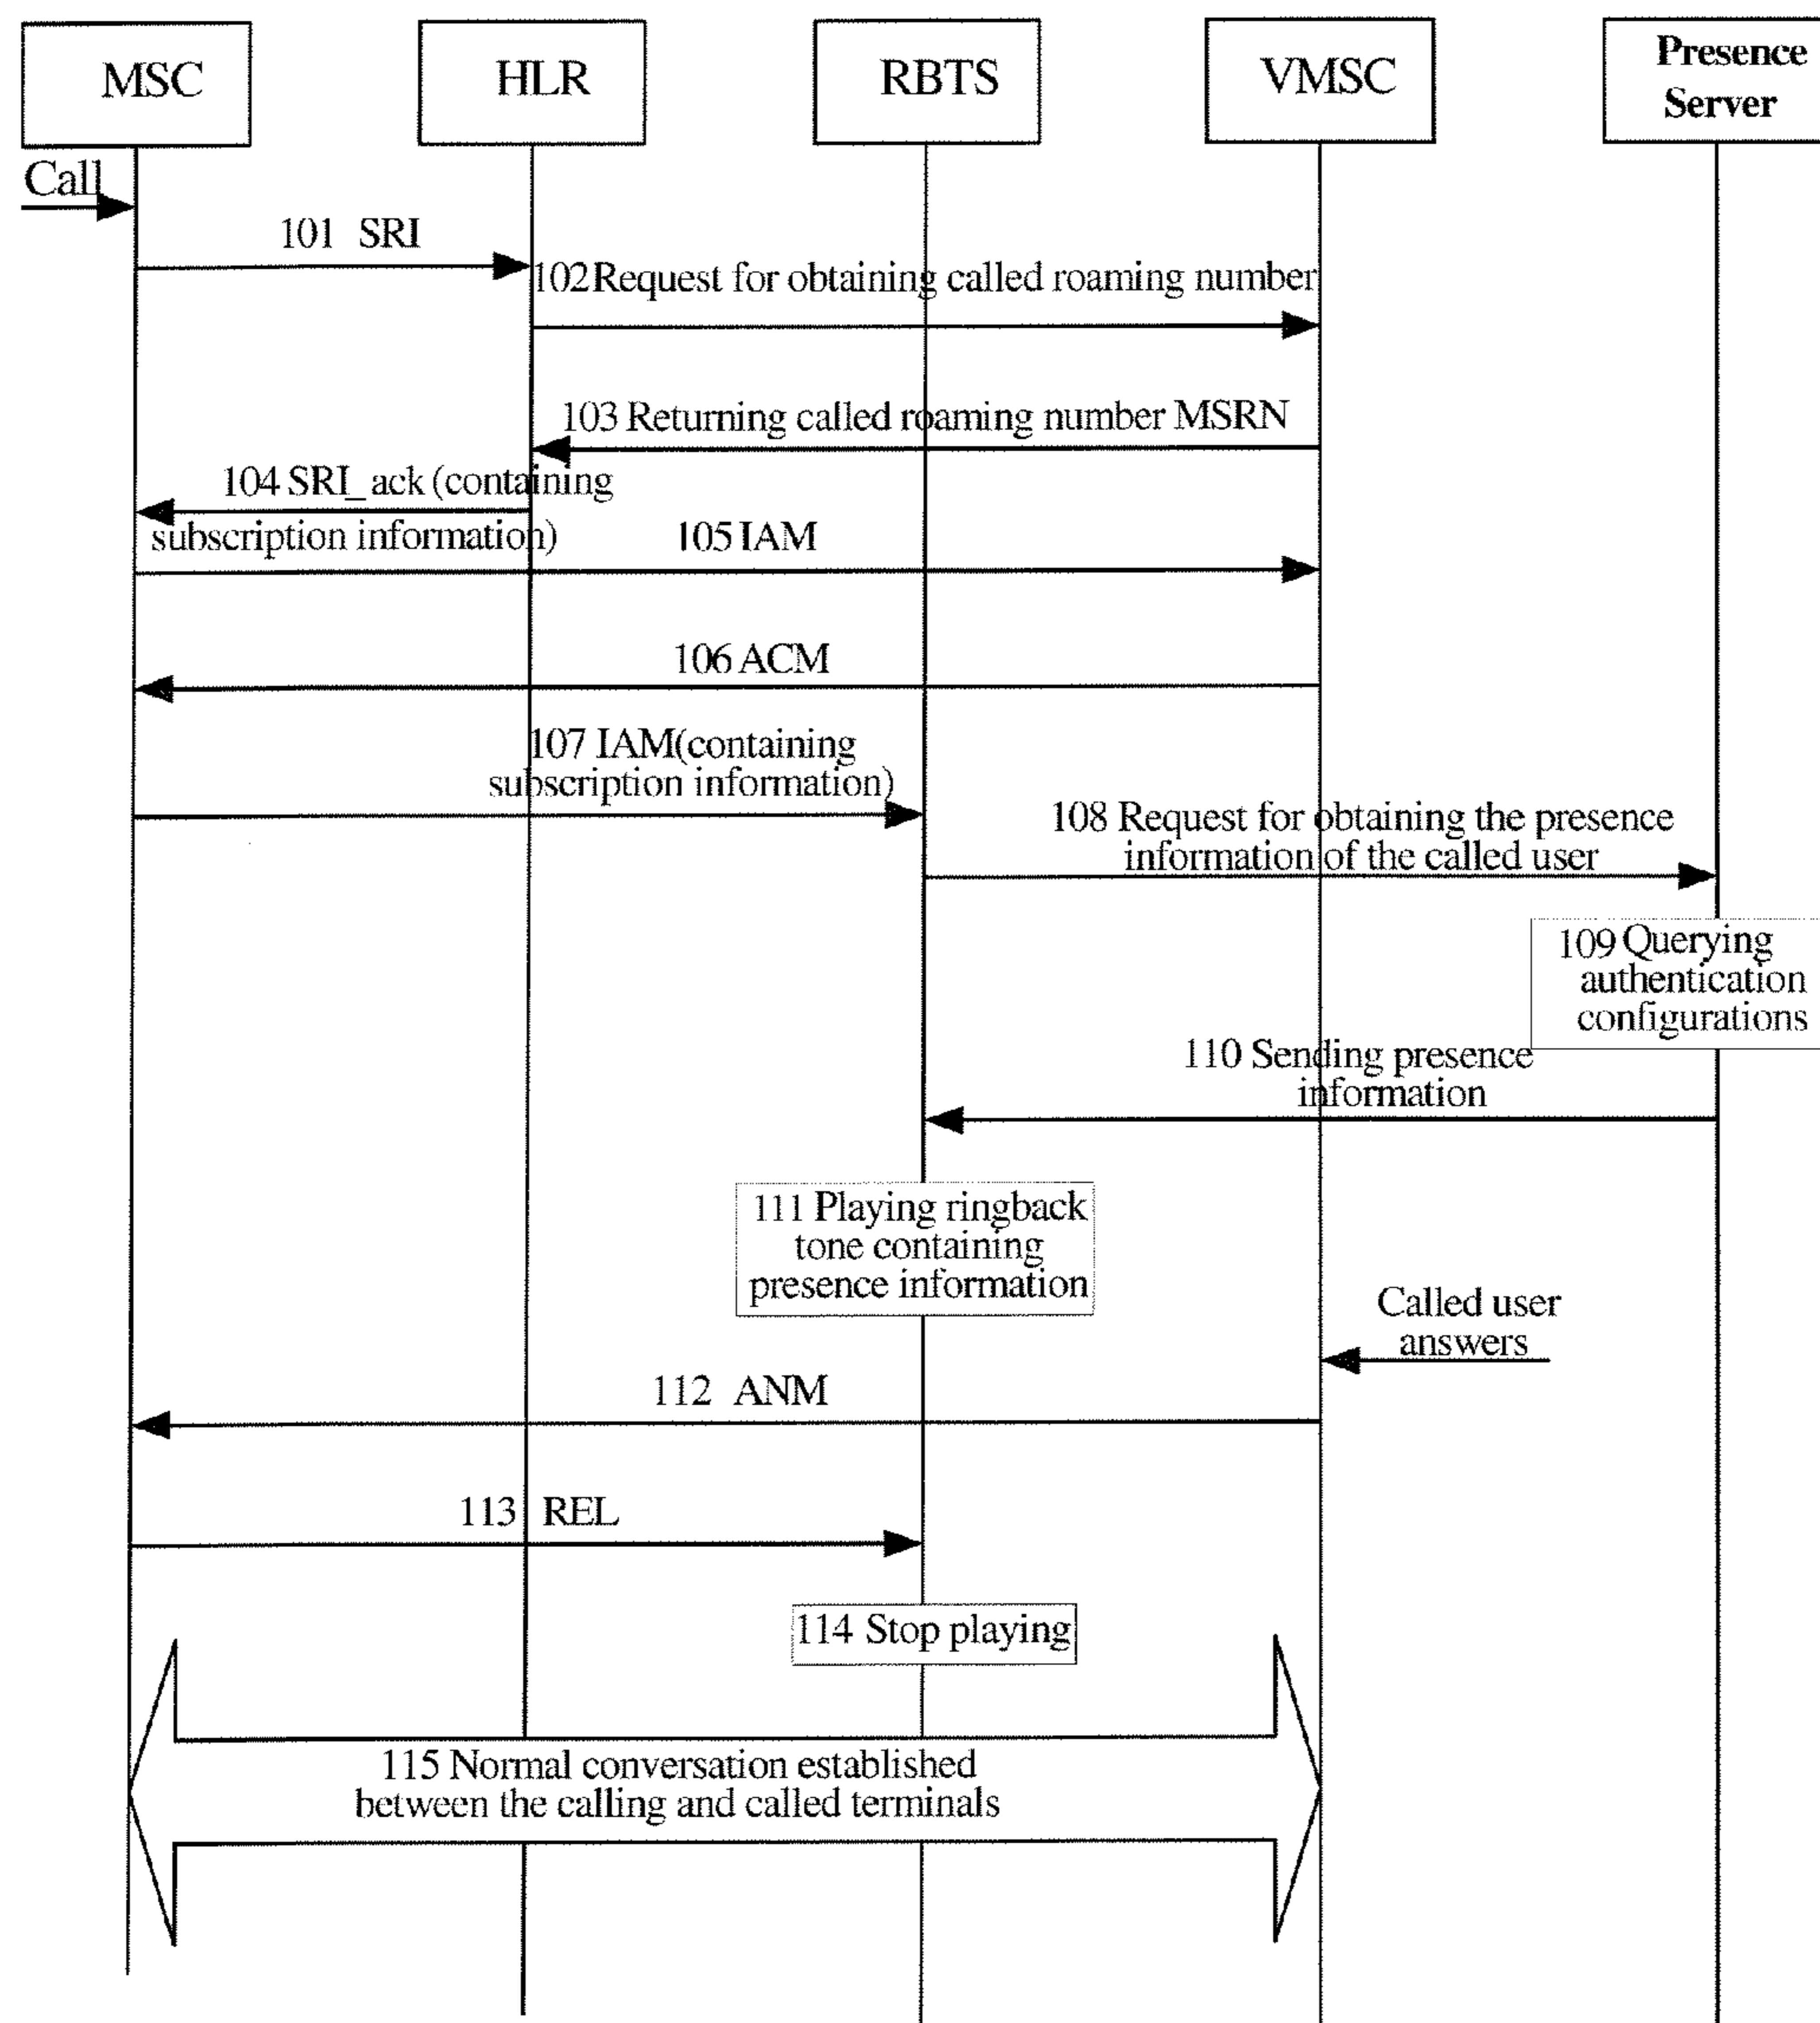 MSC
HLR
RBTS
VMSC
Presence
Server
Call
101 SRI
102 Request for obtaining called roaming number
103 Returning called roaming number MSRN
104 SRI_ack (containing
subscription information)
105 IAM
106 ACM
107 IAM(containing
subscription information)
108 Request for obtaining the presence
information of the called user
109 Querying
authentication
configurations
110 Sending presence
information
111 Playing ringback
tone containing
presence information
Called user
answers
112 ANM
113 REL
114 Stop playing
115 Normal conversation established
between the calling and called terminals